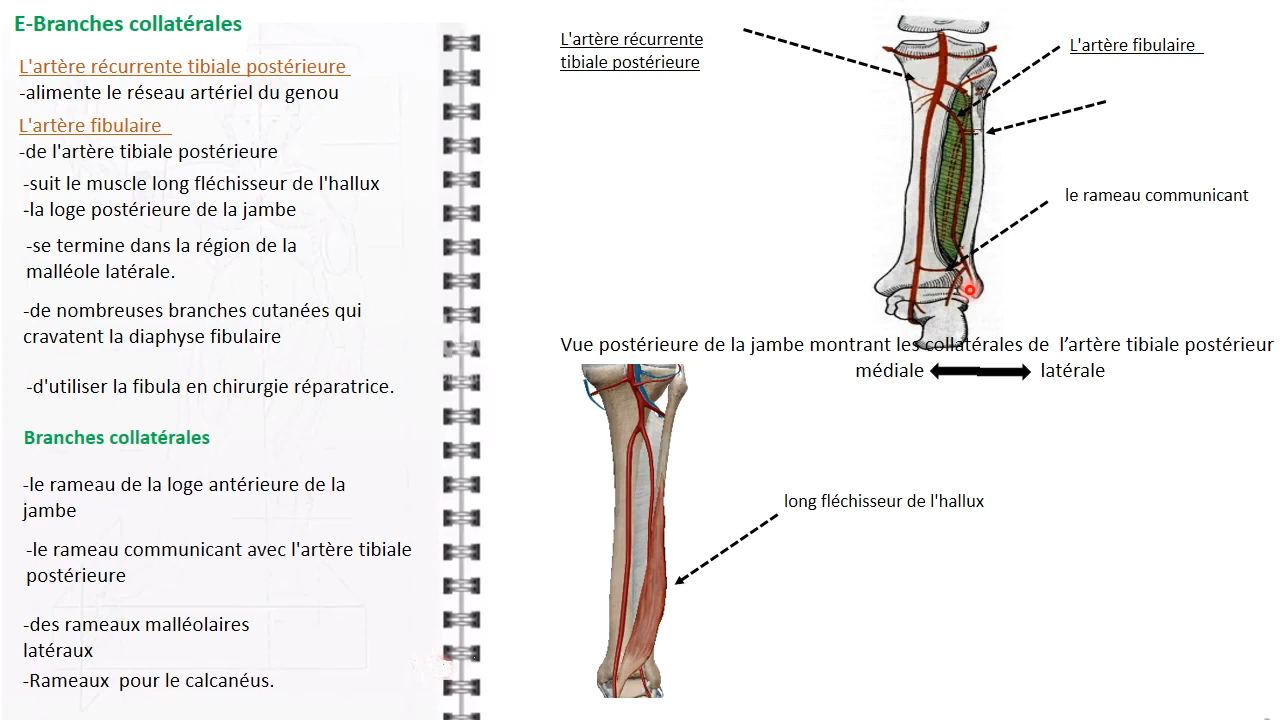 E-Branches collatérales
L'artère récurrente tibiale postérieure
-alimente le réseau artériel du genou
L'artère fibulaire
-de l'artère tibiale postérieure
-suit le muscle long fléchisseur de l'hallux
-la loge postérieure de la jambe
-se termine dans la région de la
malléole latérale.
-de nombreuses branches cutanées qui
cravatent la diaphyse fibulaire
-d'utiliser la fibula en chirurgie réparatrice.
Branches collatérales
-le rameau de la loge antérieure de la
jambe
-le rameau communicant avec l'artère tibiale
postérieure
-des rameaux malléolaires
latéraux
-Rameaux  pour le calcanéus.
L'artère récurrente
tibiale postérieure
L'artère fibulaire
le rameau communicant
Vue postérieure de la jambe montrant les collatérales de  l’artère tibiale postérieur
médiale
latérale
long fléchisseur de l'hallux